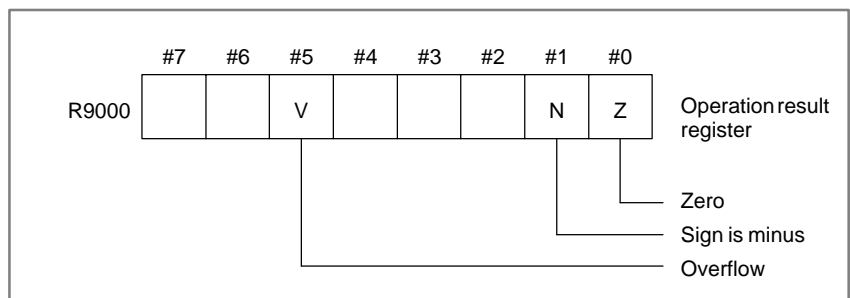 #7 #6 #5 #4 #3 #2 #1 #0
R9000 V N Z Operation result
register
Zero
Sign is minus
Overflow